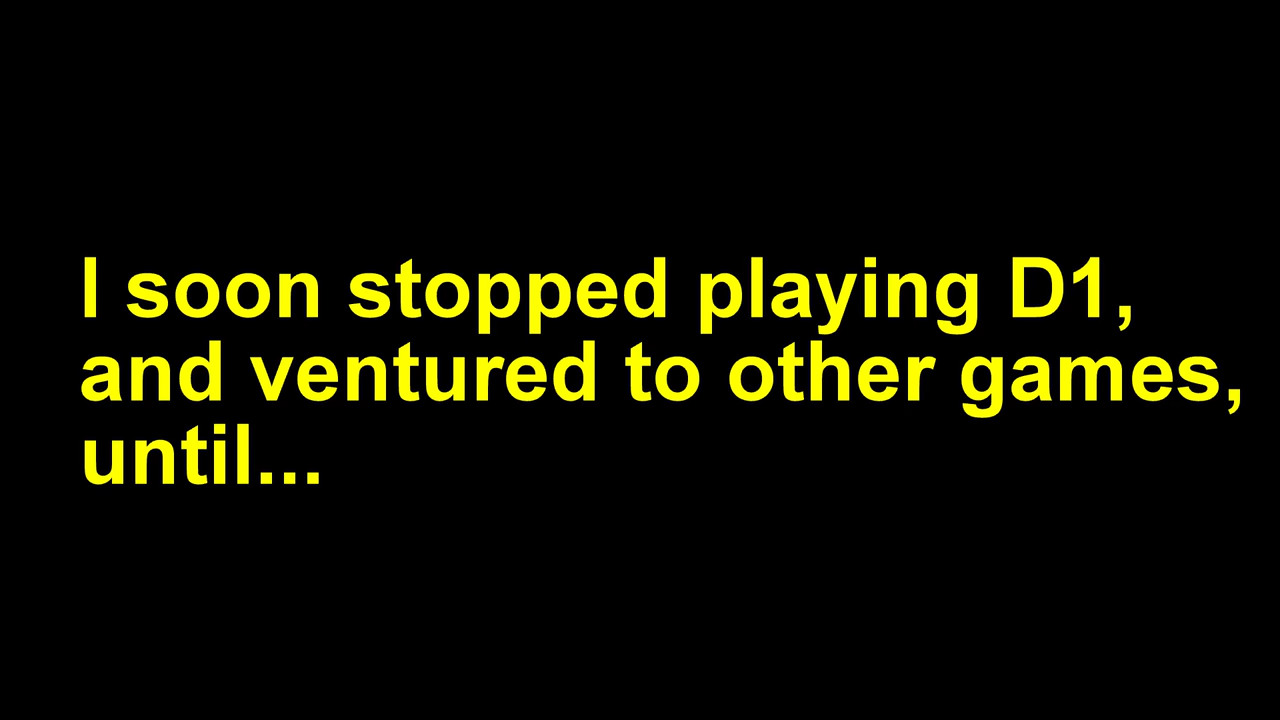 I soon stopped playing D1,
and ventured to other games,
until...